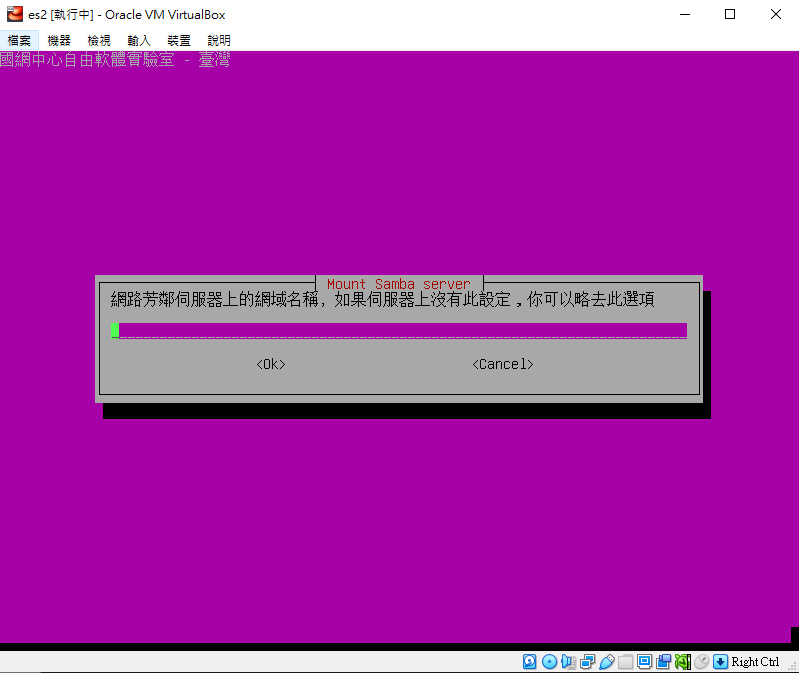 es2 [執行中] - Oracle VM VirtualBox
檔案 機器 檢視 輸入 裝置 說明
國網中心自由軟體實驗室 - 臺灣
Mount Samba server
網路芳鄰伺服器上的網域名稱, 如果伺服器上沒有此設定,你可以略去此選項
<Ok> <Cancel>
Right Ctrl